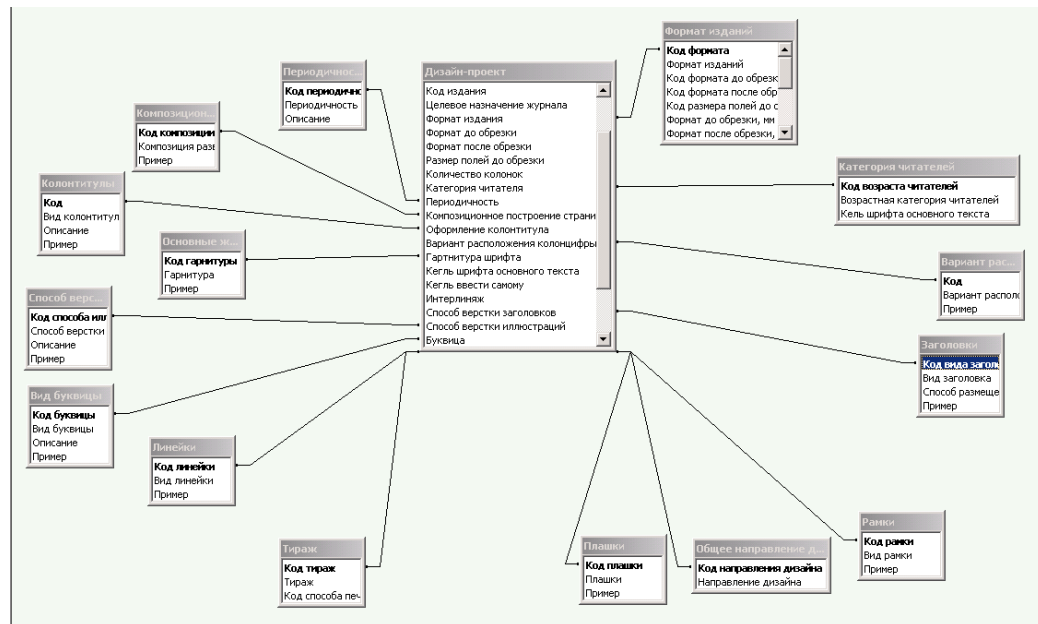 Формат изданий
Код формата
Формат изданий
Код формата до обрезк
Код формата после обр
Код размера полей до с
Формат до обрезки, мм
Формат после обрезки,
Периодичнос...
Код периодично
Периодичность
Описание
Дизайн-проект
Код издания
Целевое назначение журнала
Формат издания
Формат до обрезки
Формат после обрезки
Размер полей до обрезки
Количество колонок
Категория читателя
Периодичность
Композиционное построение страни
Оформление колонтитула
Вариант расположения колонцифры
Гартнитура шрифта
Кегль шрифта основного текста
Кегль ввести самому
Интерлиняж
Способ верстки заголовков
Способ верстки иллюстраций
Буквица
Композицион...
Код композиции
Композиция разв
Пример
Категория читателей
Код возраста читателей
Возрастная категория читателей
Кель шрифта основного текста
Колонтитулы
Код
Вид колонтитул
Описание
Пример
Основные ж...
Код гарнитуры
Гарнитура
Пример
Вариант рас...
Код
Вариант располо
Пример
Способ верс...
Код способа илл
Способ верстки
Описание
Пример
Заголовки
Код вида заголо
Вид заголовка
Способ размеще
Пример
Вид буквицы
Код буквицы
Вид буквицы
Описание
Пример
Линейки
Код линейки
Вид линейки
Пример
Тираж
Код тираж
Тираж
Код способа печ
Плашки
Код плашки
Плашки
Пример
Общее направление д...
Код направления дизайна
Направление дизайна
Рамки
Код рамки
Вид рамки
Пример